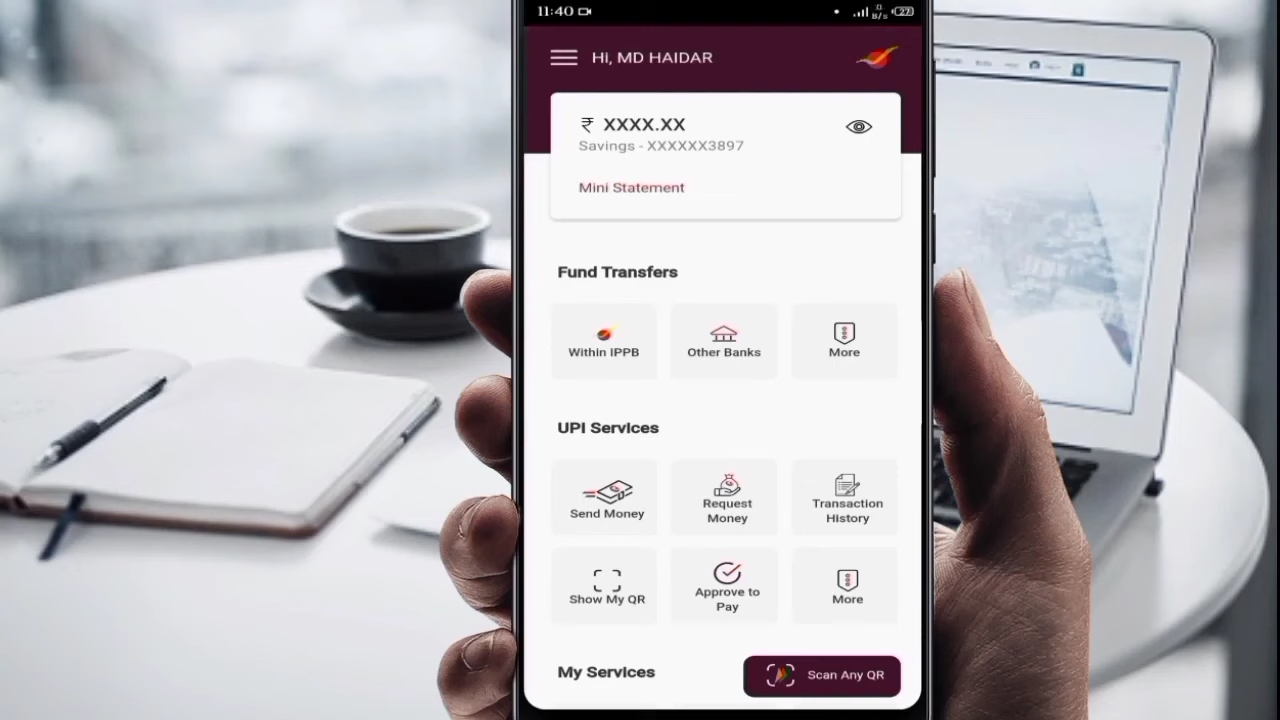 11:40
B/s 27
Hi, MD HAIDAR
₹ XXXX.XX
Savings - XXXXXX3897
Mini Statement
Fund Transfers
Within IPPB
Other Banks
More
UPI Services
Send Money
Request
Money
Transaction
History
Show My QR
Approve to
Pay
More
My Services
Scan Any QR